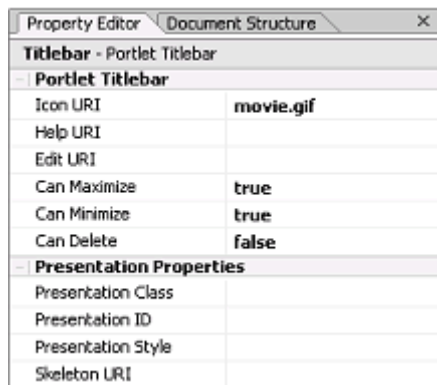 Property Editor Document Structure ×
Titlebar - Portlet Titlebar
Portlet Titlebar
Icon URI movie.gif
Help URI
Edit URI
Can Maximize true
Can Minimize true
Can Delete false
Presentation Properties
Presentation Class
Presentation ID
Presentation Style
Skeleton URI